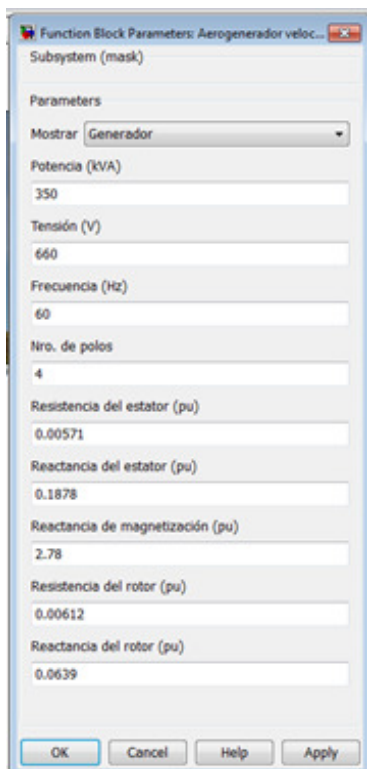 Function Block Parameters: Aerogenerador veloc...
Subsystem (mask)
Parameters
Mostrar Generador
Potencia (kVA)
350
Tensión (V)
660
Frecuencia (Hz)
60
Nro. de polos
4
Resistencia del estator (pu)
0.00571
Reactancia del estator (pu)
0.1878
Reactancia de magnetización (pu)
2.78
Resistencia del rotor (pu)
0.00612
Reactancia del rotor (pu)
0.0639
OK Cancel Help Apply